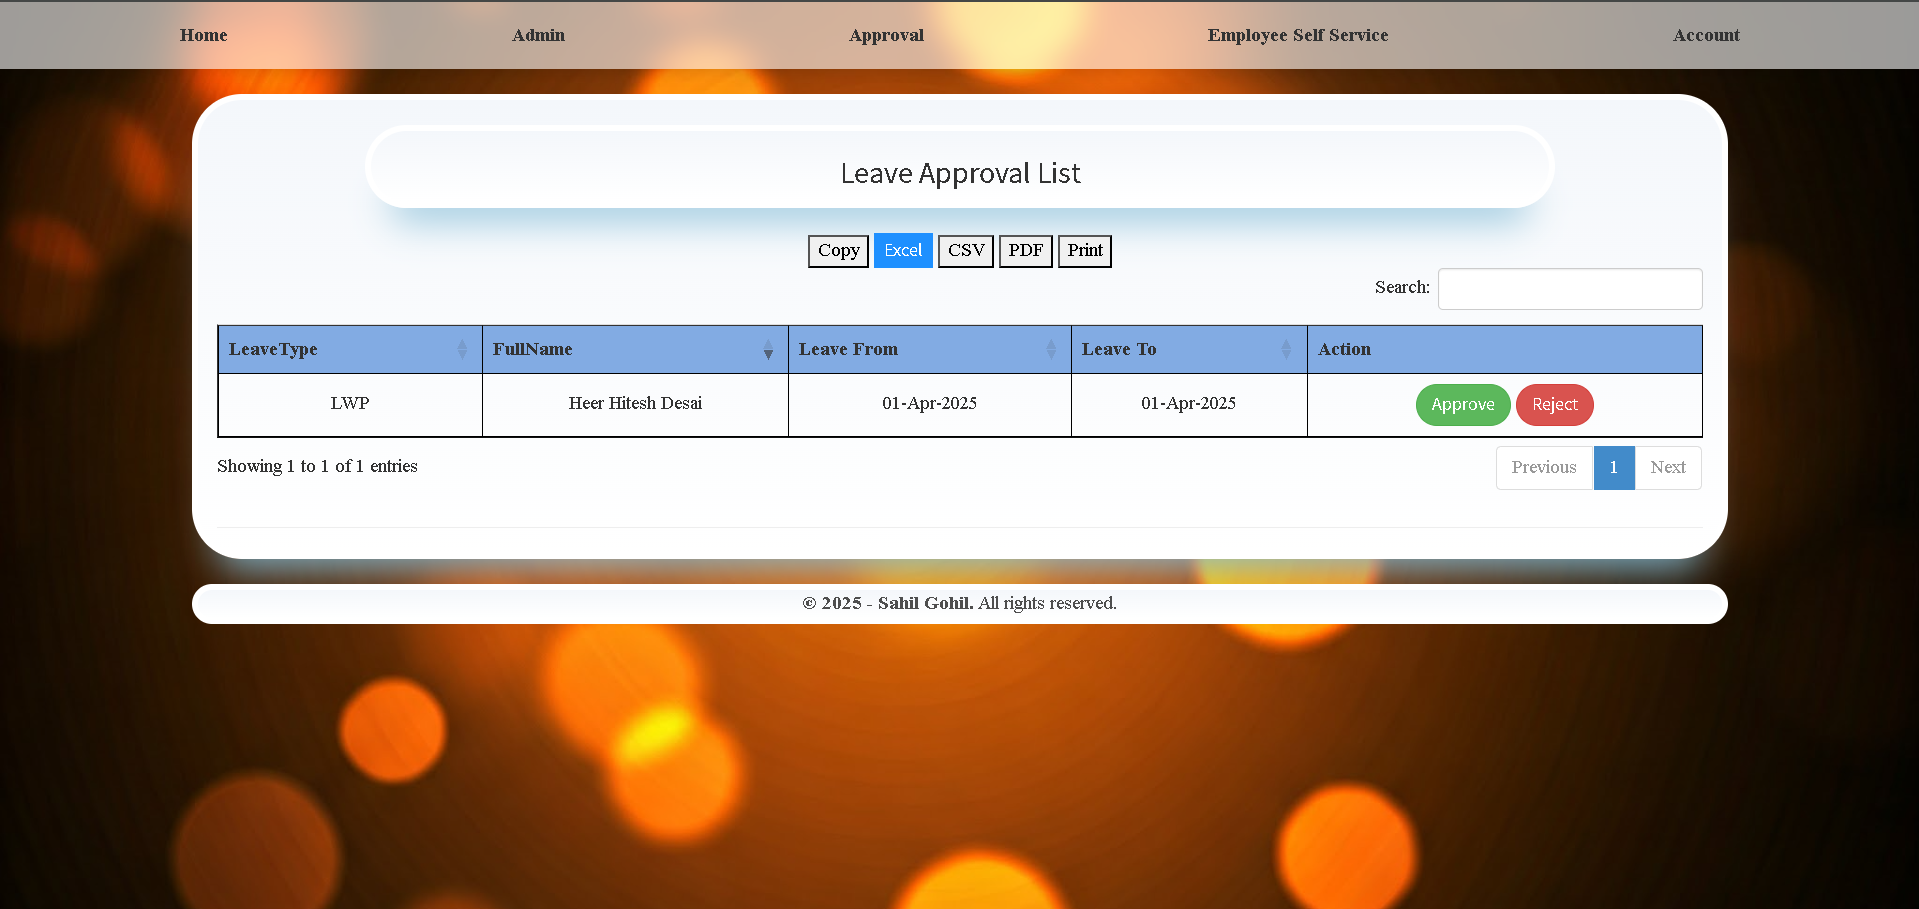 Home Admin Approval Employee Self Service Account
Leave Approval List
Copy Excel CSV PDF Print
Search:
LeaveType FullName Leave From Leave To Action
LWP Heer Hitesh Desai 01-Apr-2025 01-Apr-2025 Approve Reject
Showing 1 to 1 of 1 entries Previous 1 Next
© 2025 - Sahil Gohil. All rights reserved.